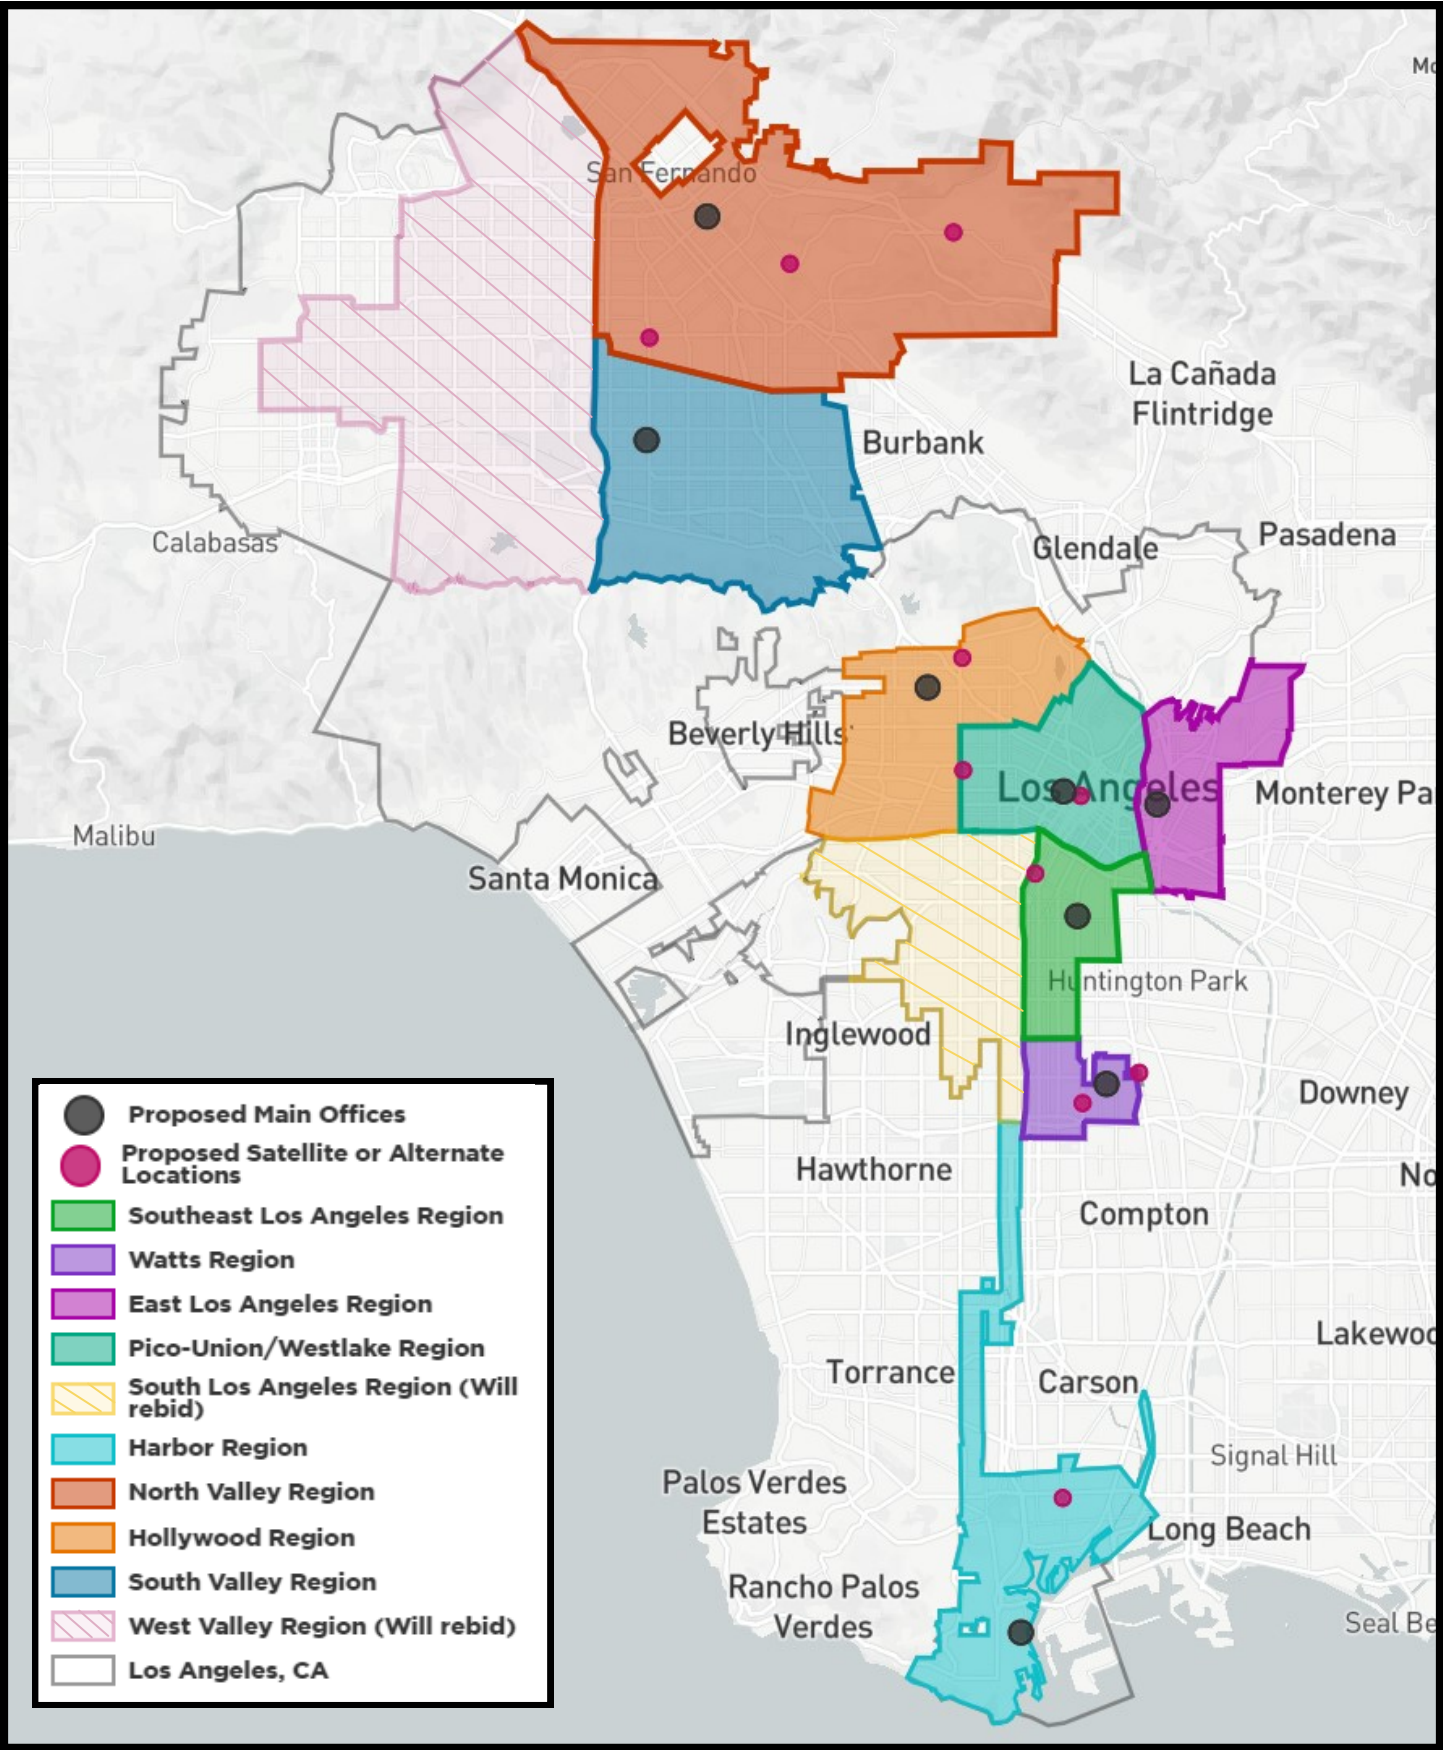 Mo
San Fernando
La Cañada
Flintridge
Burbank
Calabasas
Glendale
Pasadena
Beverly Hills
Los Angeles
Monterey Pa
Malibu
Santa Monica
Huntington Park
Inglewood
Downey
Hawthorne
No
Compton
Lakewoo
Torrance
Carson
Signal Hill
Palos Verdes
Estates
Long Beach
Rancho Palos
Verdes
Seal Be
Proposed Main Offices
Proposed Satellite or Alternate
Locations
Southeast Los Angeles Region
Watts Region
East Los Angeles Region
Pico-Union/Westlake Region
South Los Angeles Region (Will
rebid)
Harbor Region
North Valley Region
Hollywood Region
South Valley Region
West Valley Region (Will rebid)
Los Angeles, CA